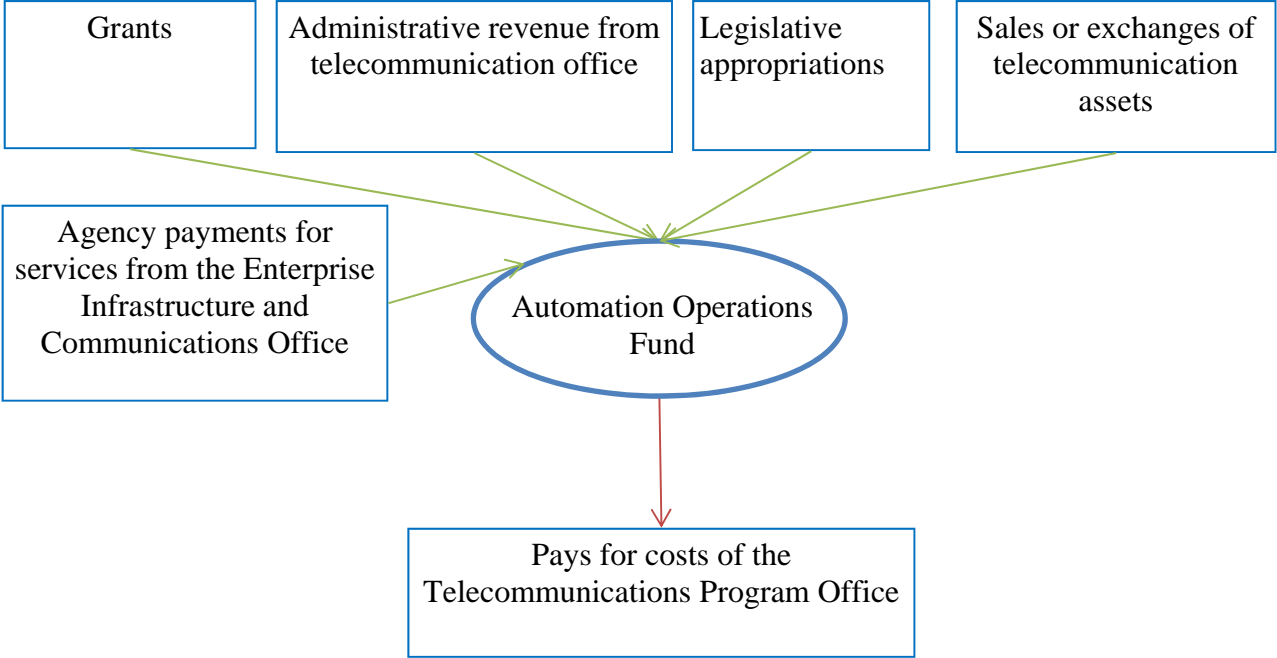 Grants
Administrative revenue from
telecommunication office
Legislative
appropriations
Sales or exchanges of
telecommunication
assets
Agency payments for
services from the Enterprise
Infrastructure and
Communications Office
Automation Operations
Fund
Pays for costs of the
Telecommunications Program Office